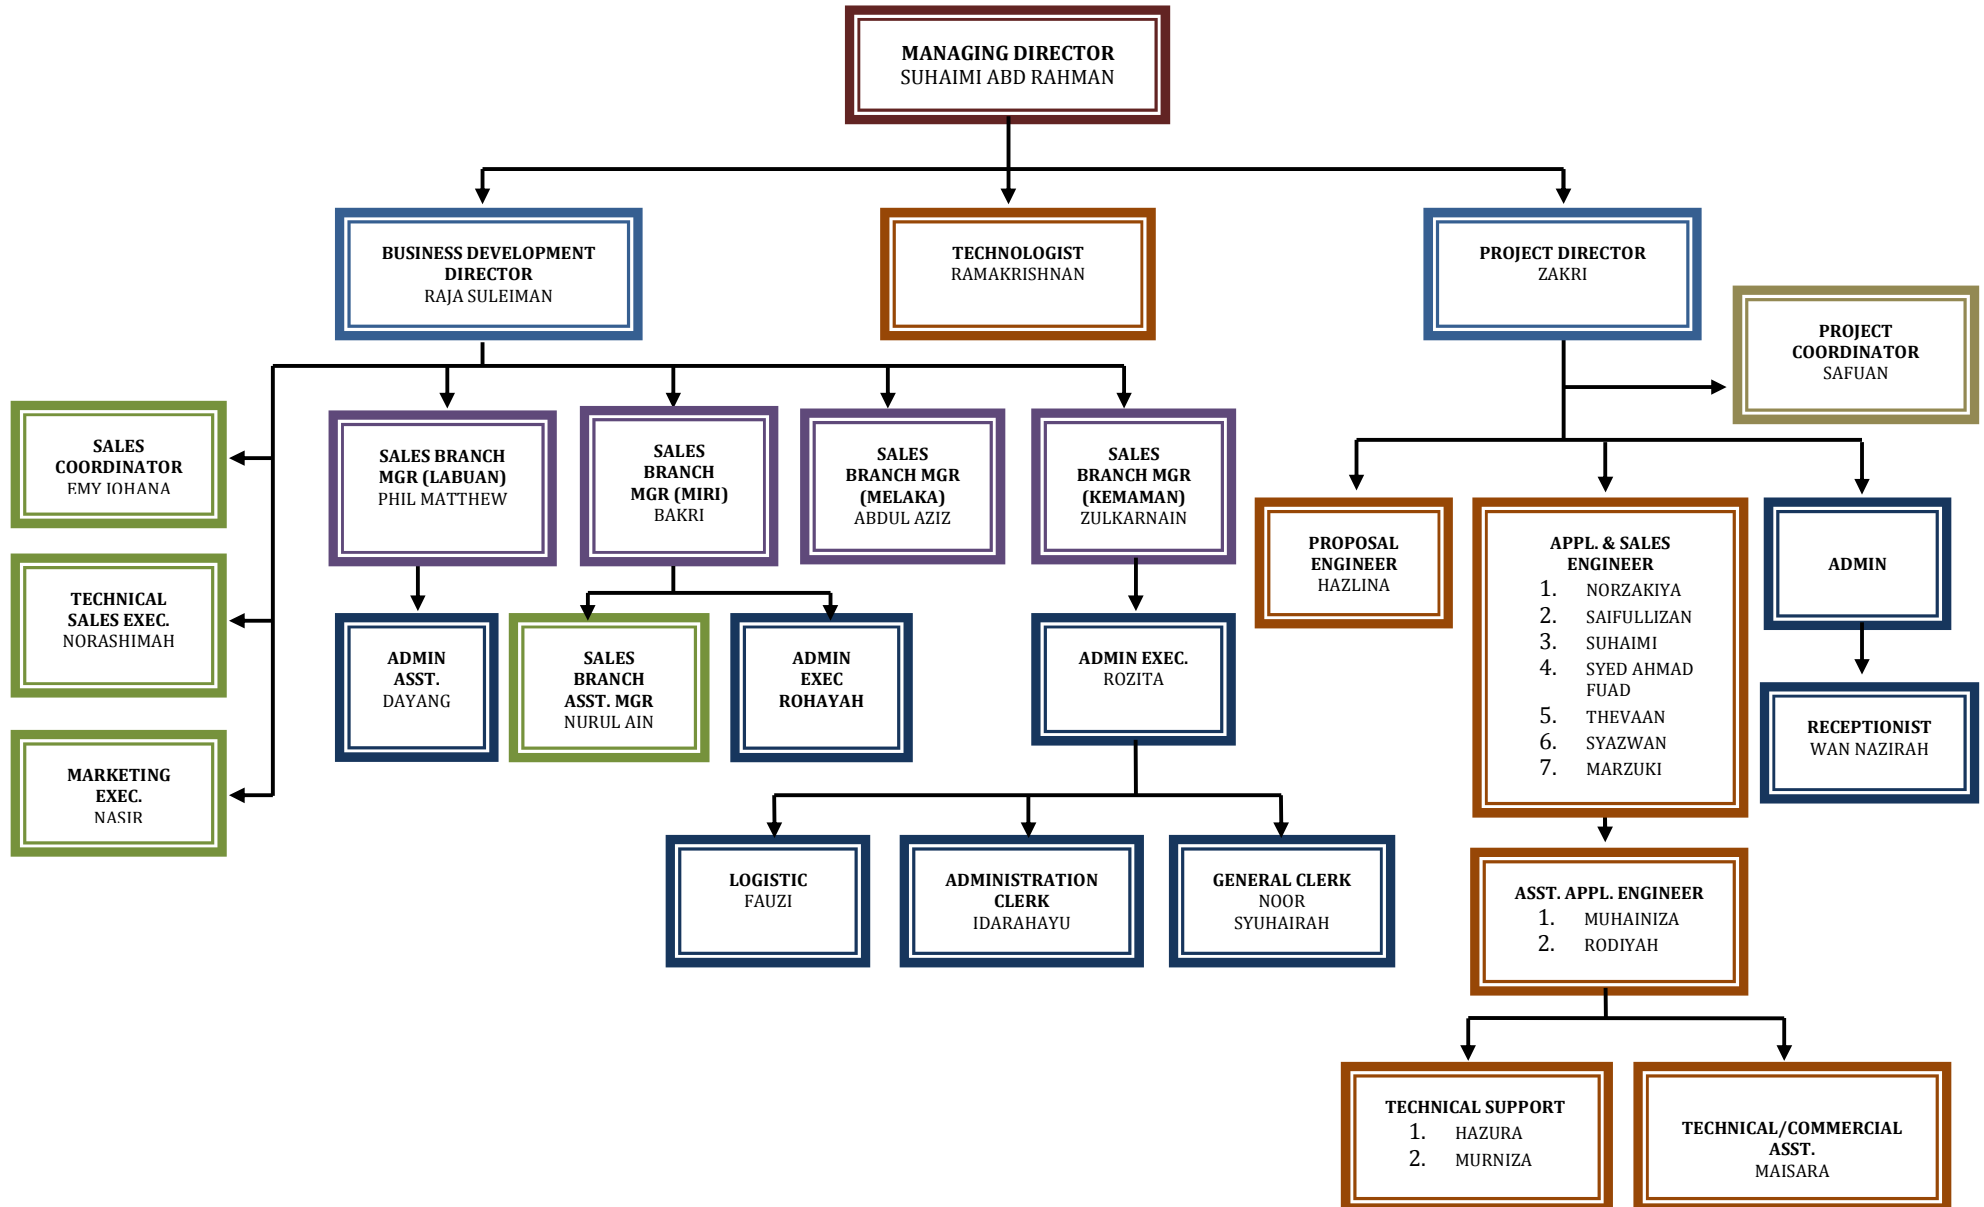 MANAGING DIRECTOR
SUHAIMI ABD RAHMAN
BUSINESS DEVELOPMENT
DIRECTOR
RAJA SULEIMAN
TECHNOLOGIST
RAMAKRISHNAN
PROJECT DIRECTOR
ZAKRI
PROJECT
COORDINATOR
SAFUAN
SALES
COORDINATOR
EMY JOHANA
SALES BRANCH
MGR (LABUAN)
PHIL MATTHEW
SALES
BRANCH
MGR (MIRI)
BAKRI
SALES
BRANCH MGR
(MELAKA)
ABDUL AZIZ
SALES
BRANCH MGR
(KEMAMAN)
ZULKARNAIN
PROPOSAL
ENGINEER
HAZLINA
APPL. & SALES
ENGINEER
1. NORZAKIYA
2. SAIFULLIZAN
3. SUHAIMI
4. SYED AHMAD
FUAD
5. THEVAAN
6. SYAZWAN
7. MARZUKI
ADMIN
TECHNICAL
SALES EXEC.
NORASHIMAH
ADMIN
ASST.
DAYANG
SALES
BRANCH
ASST. MGR
NURUL AIN
ADMIN
EXEC
ROHAYAH
ADMIN EXEC.
ROZITA
RECEPTIONIST
WAN NAZIRAH
MARKETING
EXEC.
NASIR
LOGISTIC
FAUZI
ADMINISTRATION
CLERK
IDARAHAYU
GENERAL CLERK
NOOR
SYUHAIRAH
ASST. APPL. ENGINEER
1. MUHAINIZA
2. RODIYAH
TECHNICAL SUPPORT
1. HAZURA
2. MURNIZA
TECHNICAL/COMMERCIAL
ASST.
MAISARA